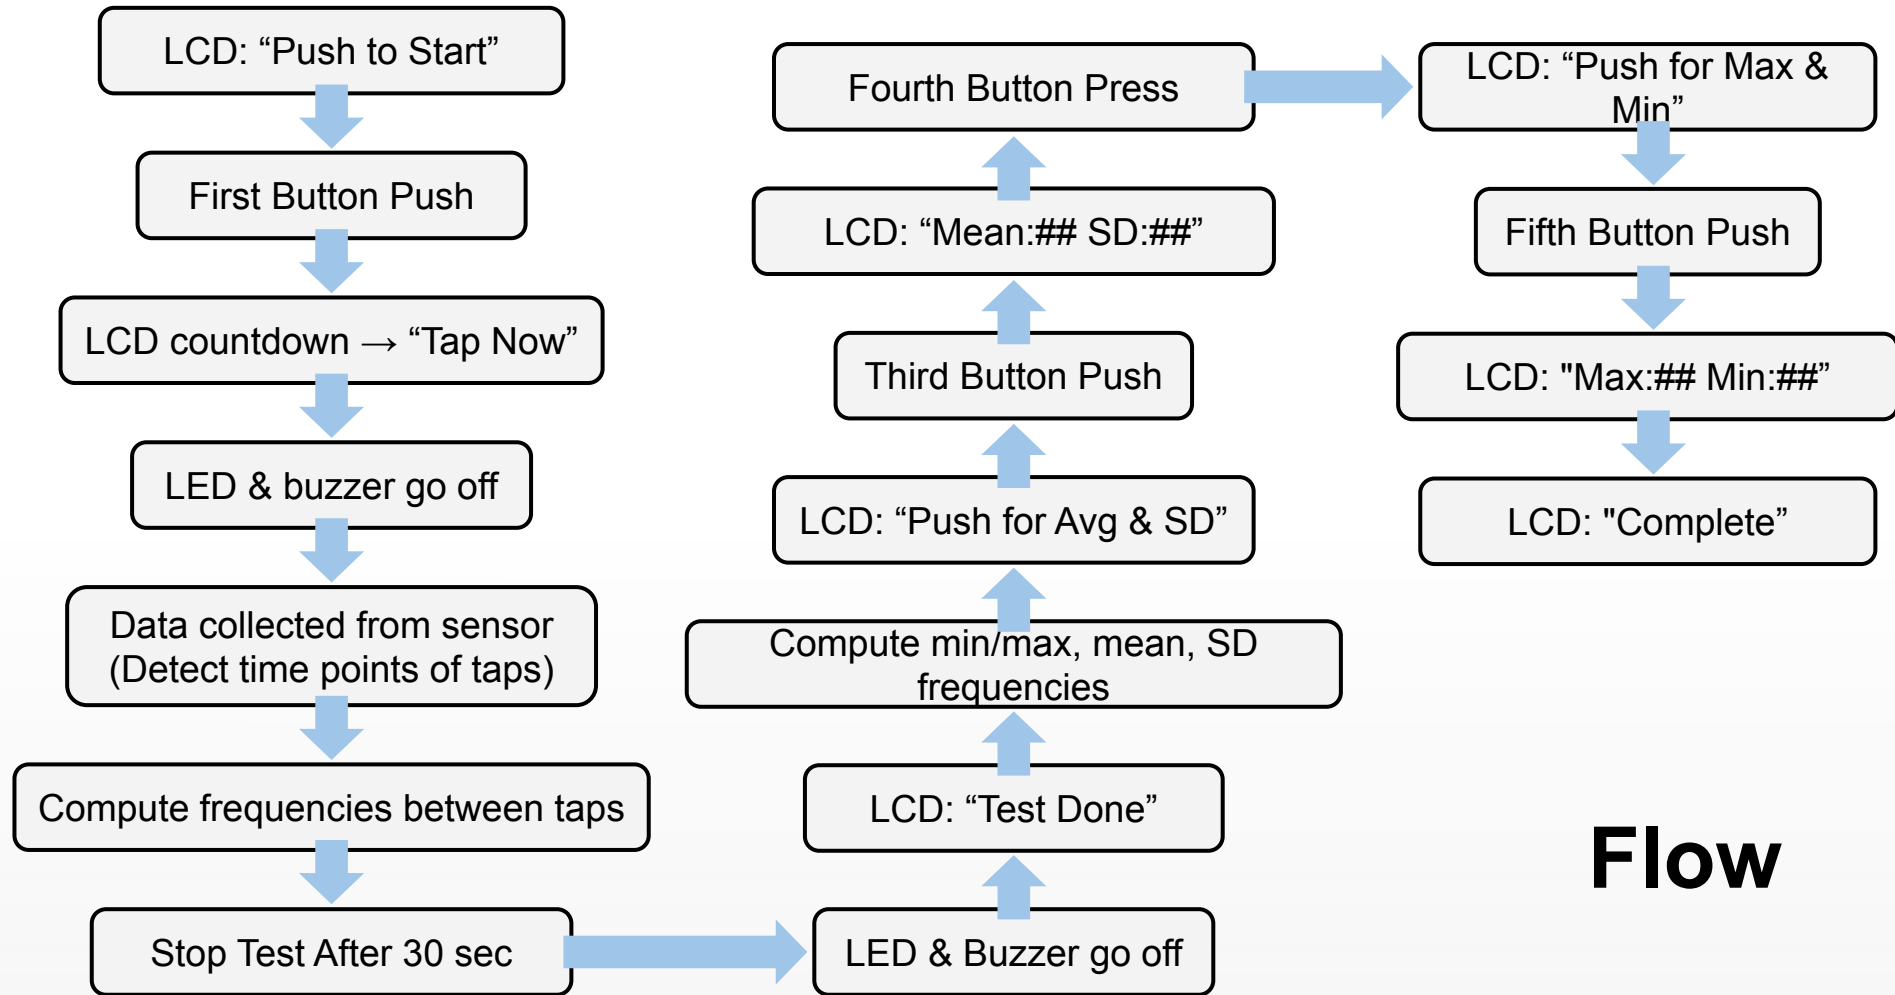 LCD: “Push to Start”
First Button Push
LCD countdown → “Tap Now”
LED & buzzer go off
Data collected from sensor
(Detect time points of taps)
Compute frequencies between taps
Stop Test After 30 sec
LED & Buzzer go off
LCD: “Test Done”
Compute min/max, mean, SD
frequencies
LCD: “Push for Avg & SD”
Third Button Push
LCD: “Mean:## SD:##”
Fourth Button Press
LCD: “Push for Max &
Min”
Fifth Button Push
LCD: "Max:## Min:##”
LCD: "Complete”
Flow